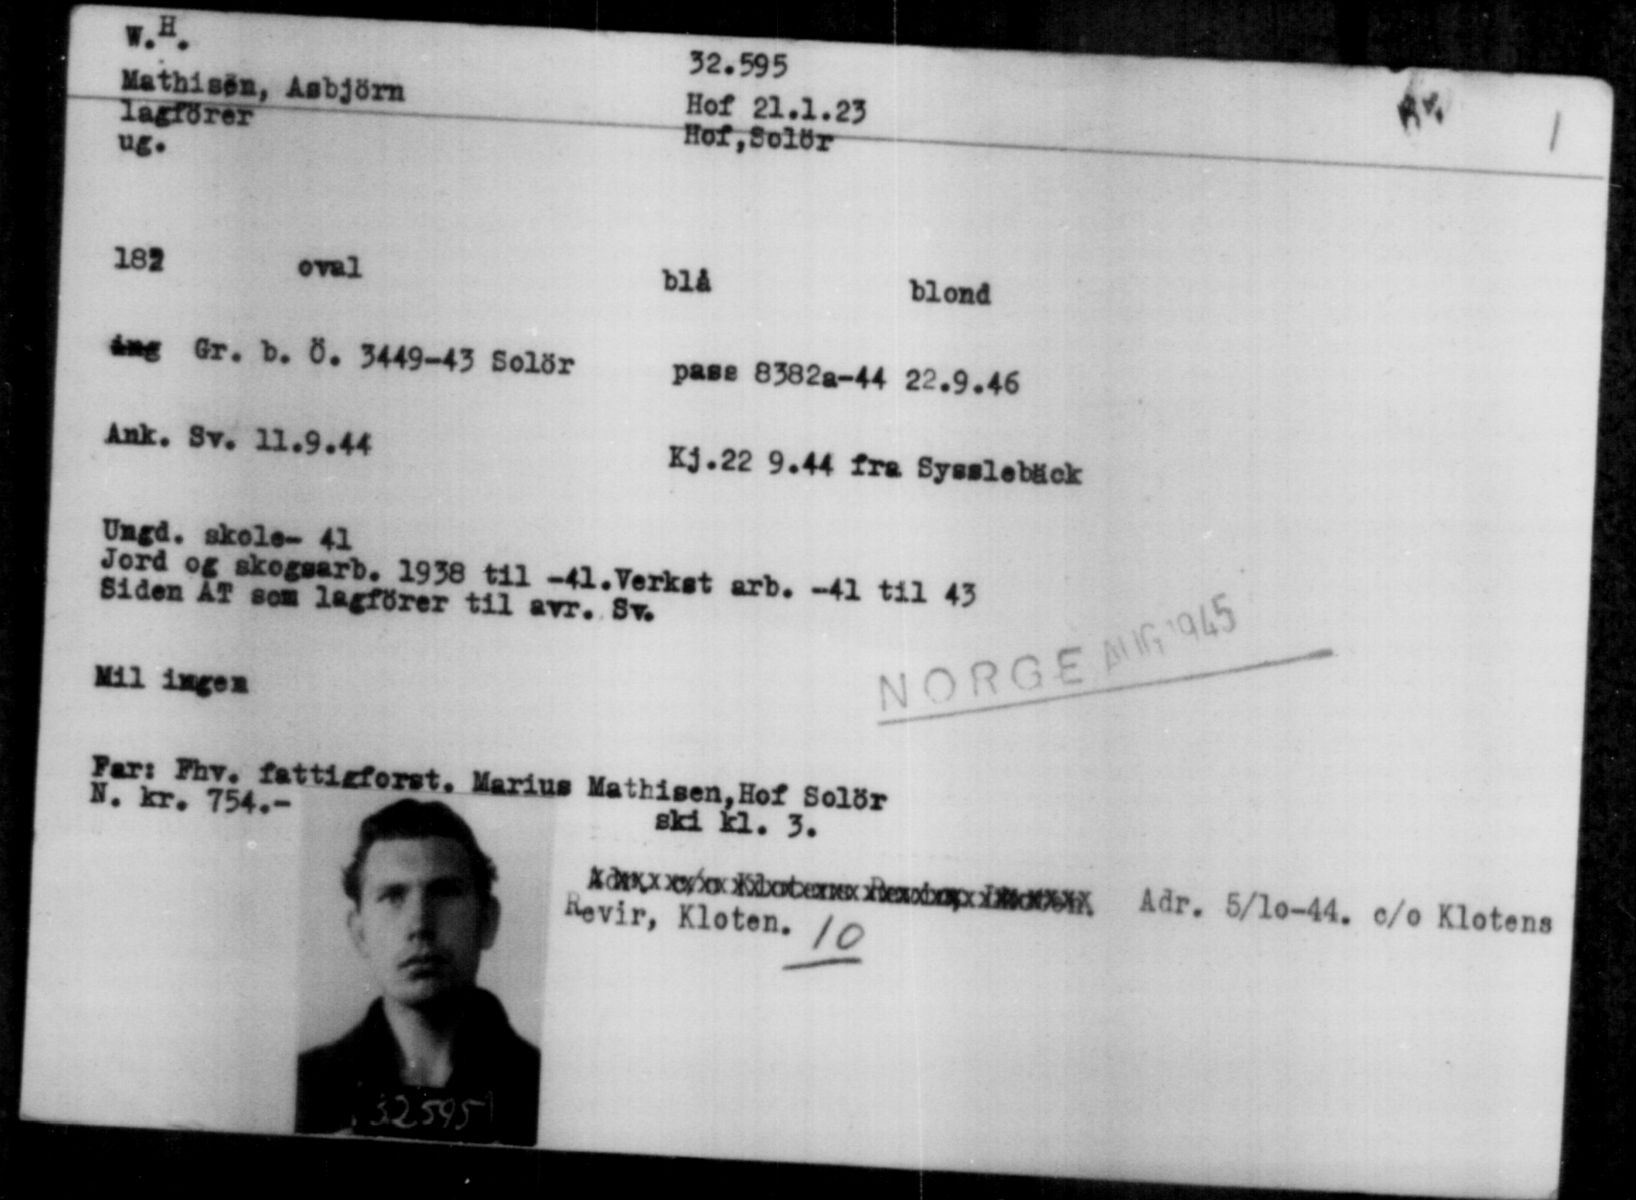 W.H.
32.595
Mathisen, Asbjörn
Hof 21.1.23
1
lagförer
Hof,Solör
ug.
182 oval blå blond
ing Gr. b. Ö. 3449-43 Solör pass 8382a-44 22.9.46
Ank. Sv. 11.9.44 Kj.22 9.44 fra Sysslebäck
Ungd. skole- 41
Jord og skogsarb. 1938 til -41.Verkst arb. -41 til 43
Siden AT som lagförer til avr. Sv.
NORGE AUG 1945
Mil ingen
Far: Fhv. fattigforst. Marius Mathisen,Hof Solör
N. kr. 754.-
ski kl. 3.
Adr. 5/10-44. c/o Klotens
Revir, Kloten. 10
32595